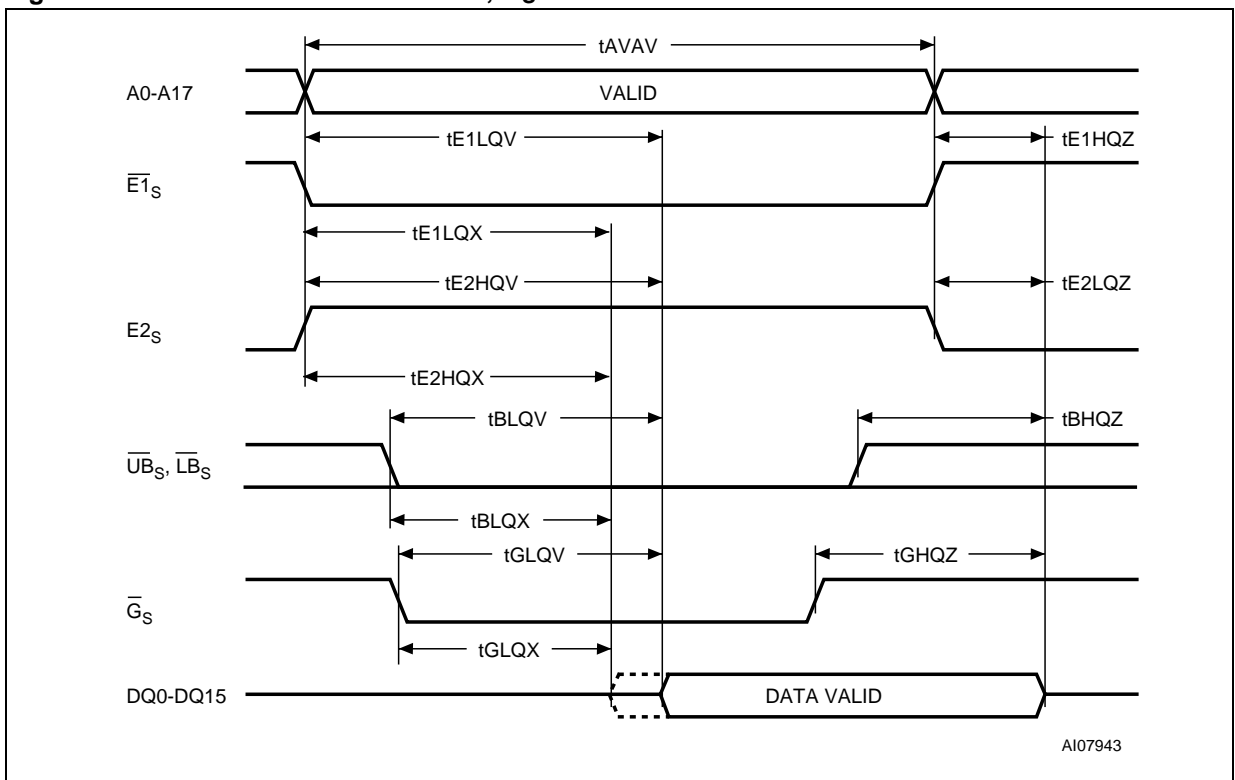 tAVAV
A0-A17
VALID
tE1LQV
tE1HQZ
E1S
tE1LQX
tE2HQV
tE2LQZ
E2S
tE2HQX
tBLQV
tBHQZ
UBS, LBS
tBLQX
tGLQV
tGHQZ
GS
tGLQX
DQ0-DQ15
DATA VALID
AI07943